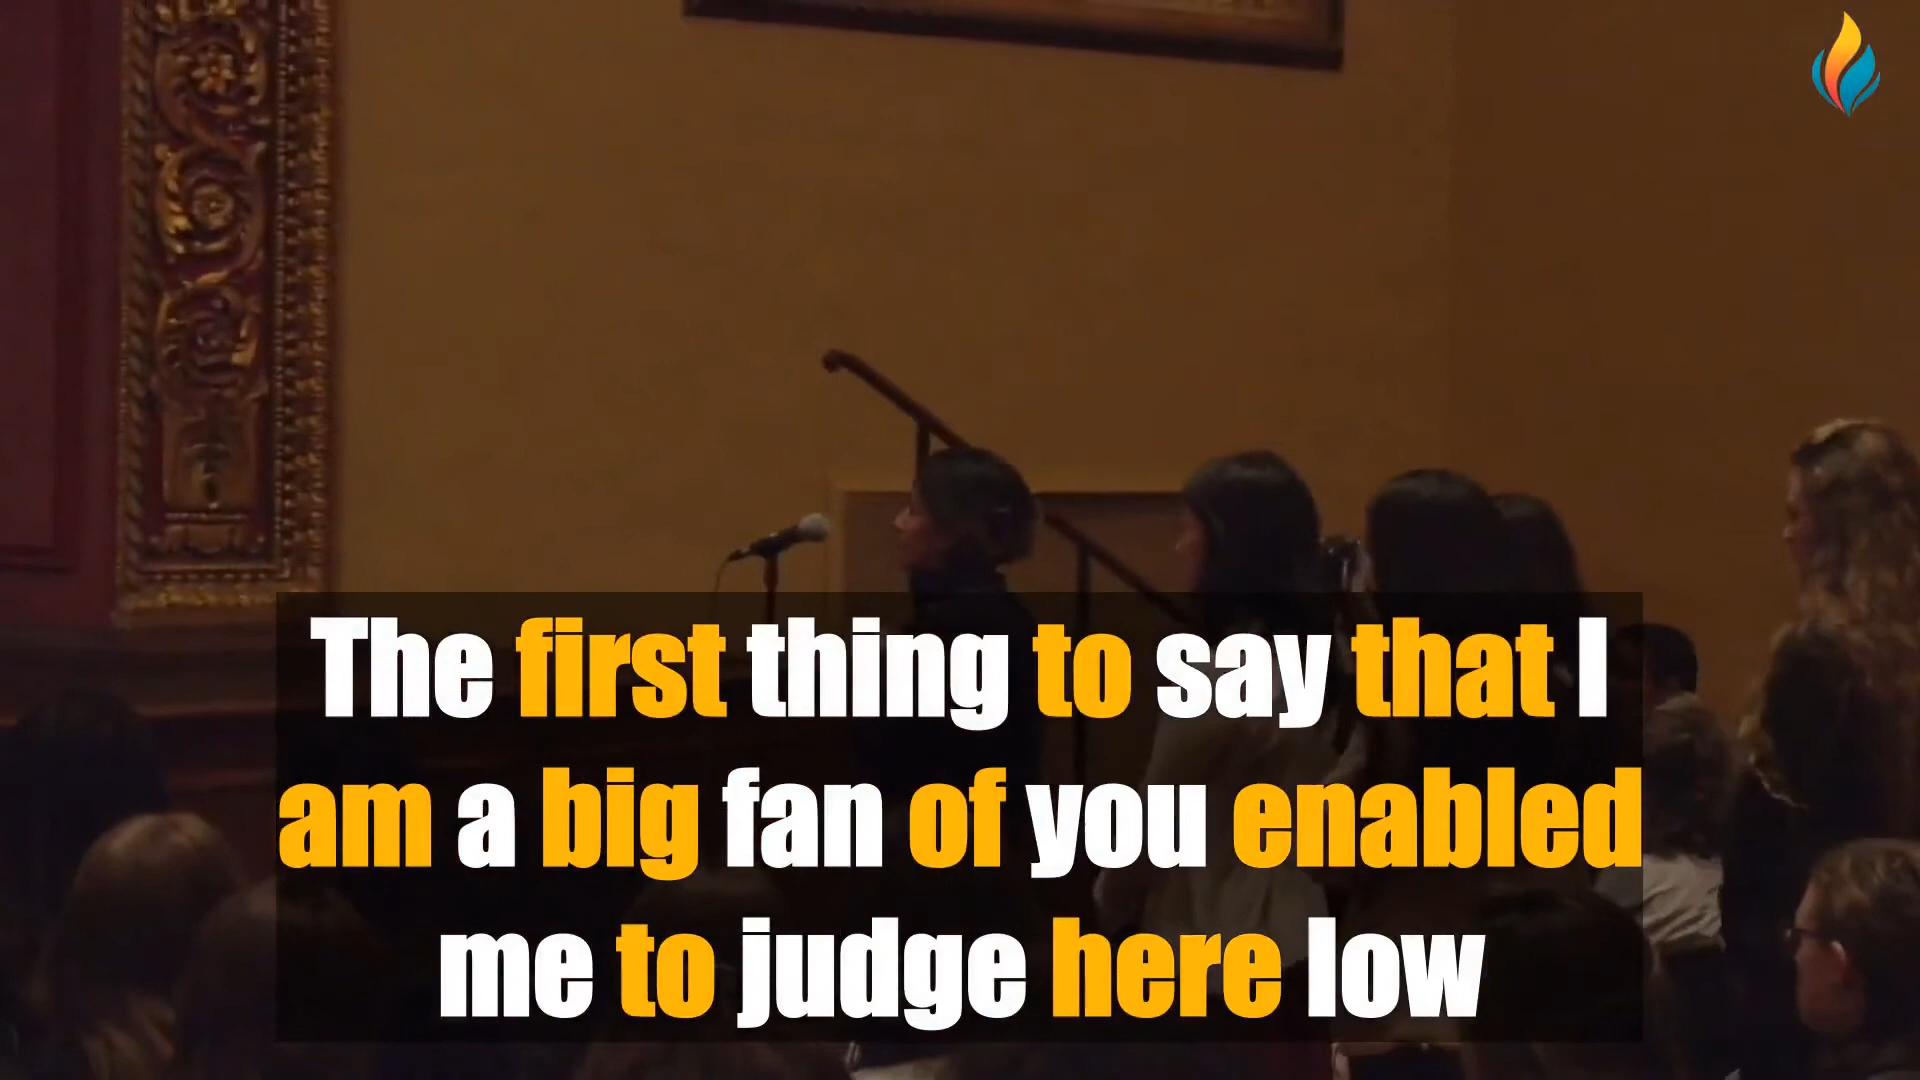 The first thing to say that I
am a big fan of you enabled
me to judge here low